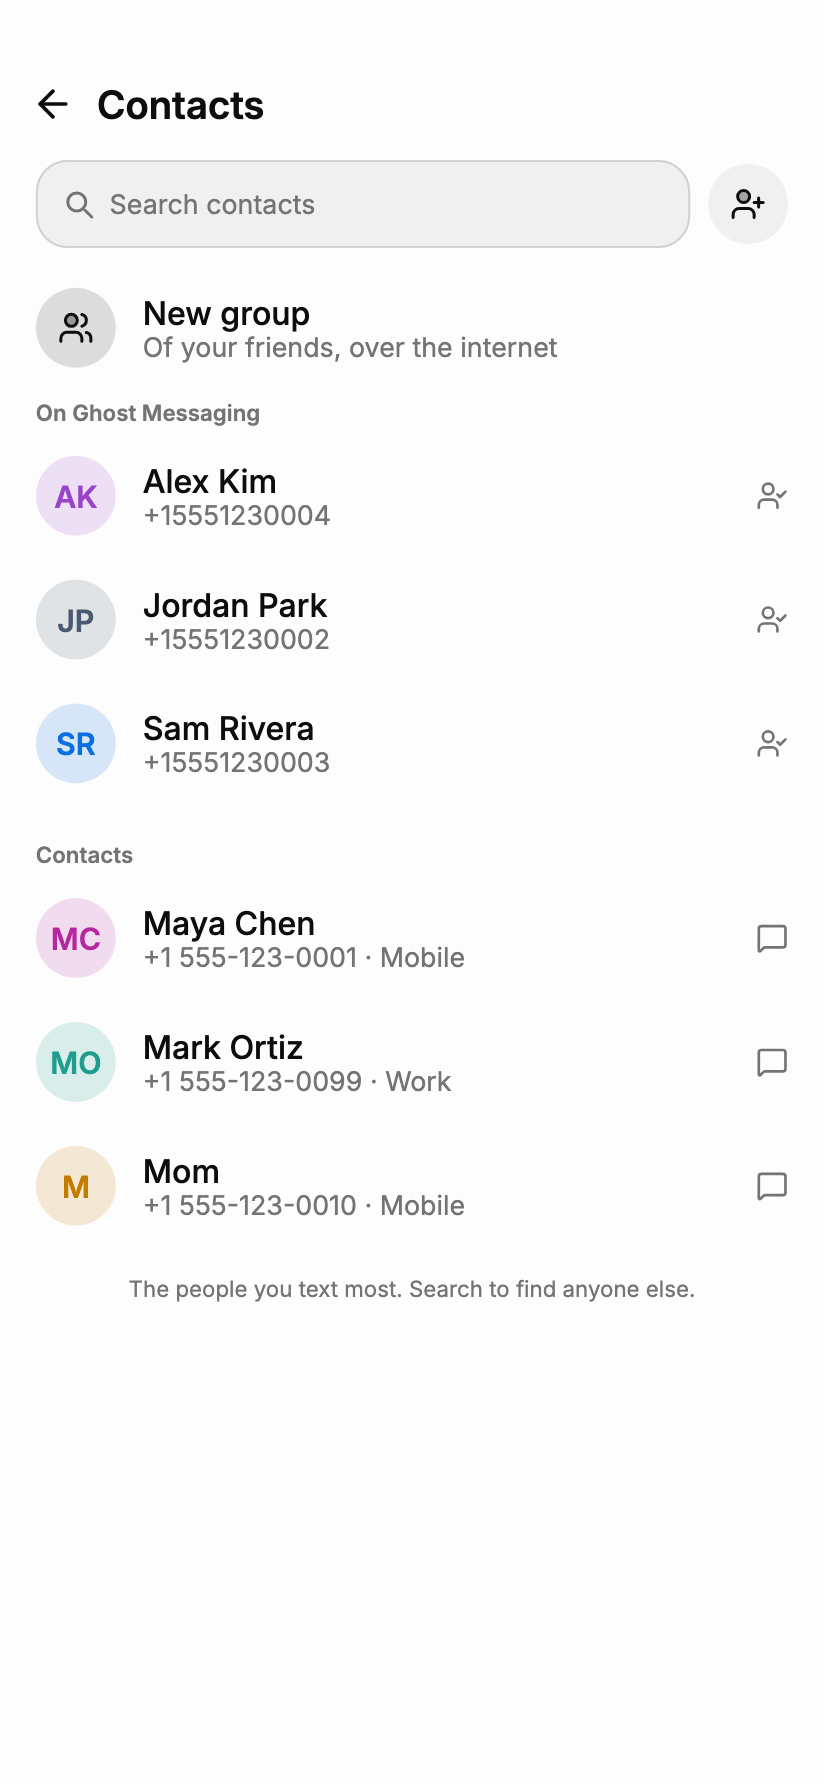 Contacts
Search contacts
New group
Of your friends, over the internet
On Ghost Messaging
AK
Alex Kim
+15551230004
JP
Jordan Park
+15551230002
SR
Sam Rivera
+15551230003
Contacts
MC
Maya Chen
+1 555-123-0001 · Mobile
MO
Mark Ortiz
+1 555-123-0099 · Work
M
Mom
+1 555-123-0010 · Mobile
The people you text most. Search to find anyone else.